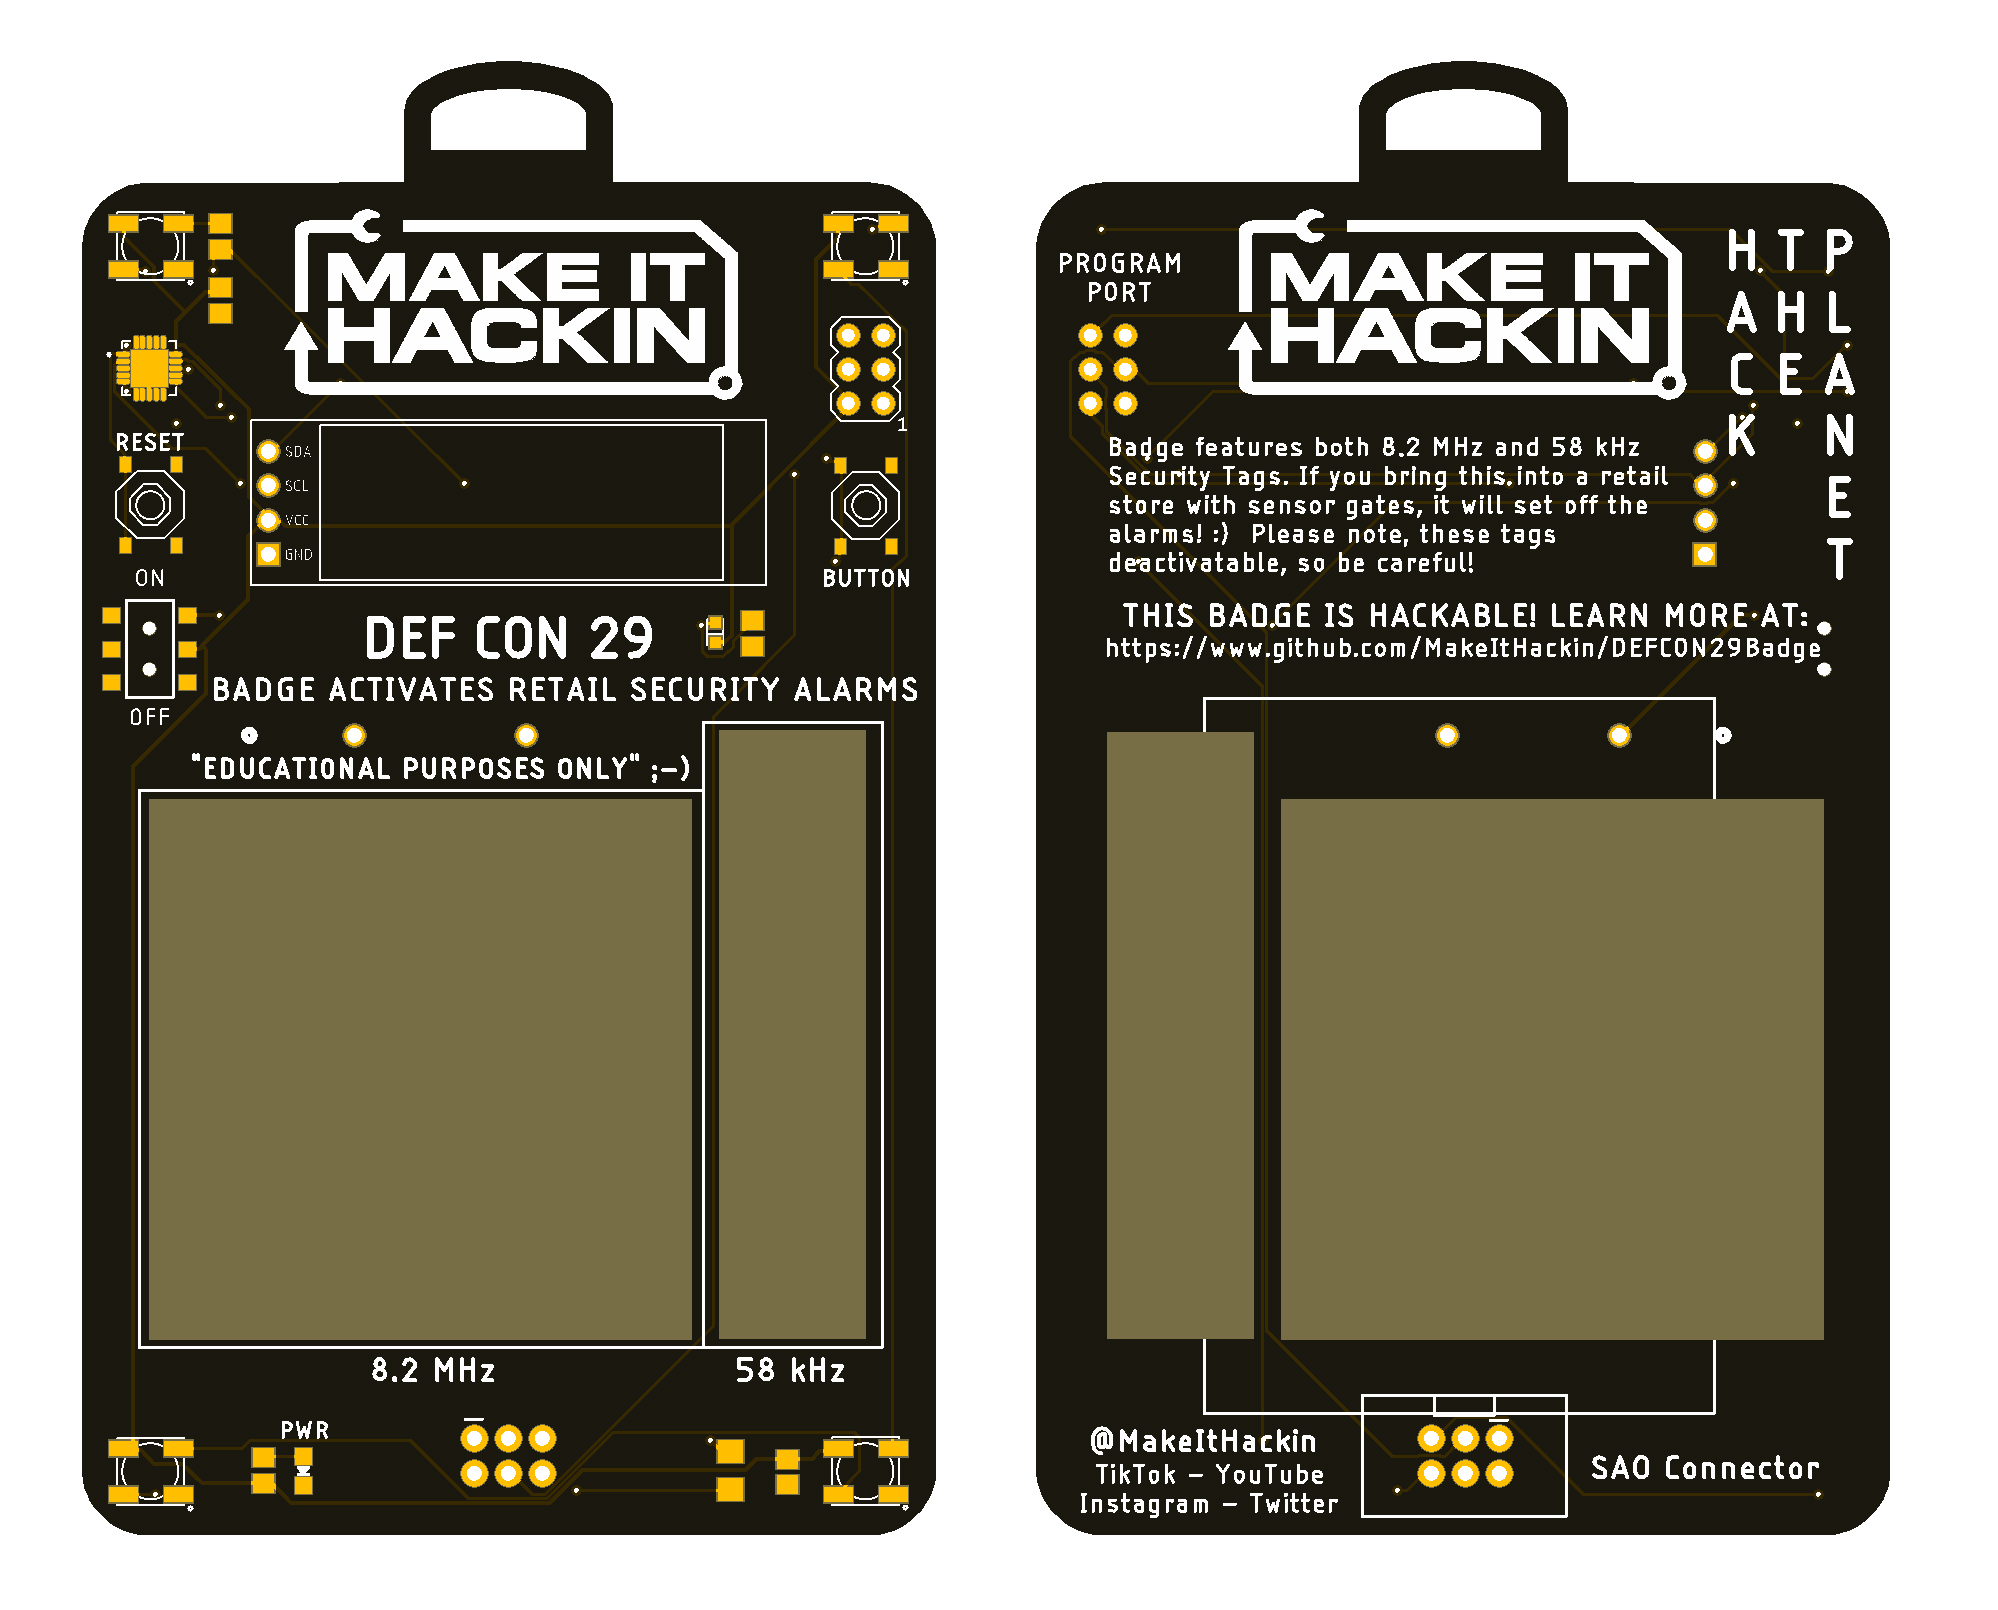 MAKE IT
HACKIN
1
RESET
SDA
SCL
VCC
GND
ON
BUTTON
DEF CON 29
BADGE ACTIVATES RETAIL SECURITY ALARMS
OFF
"EDUCATIONAL PURPOSES ONLY" ;-)
8.2 MHz
58 kHz
PWR
PROGRAM
PORT
MAKE IT
HACKIN
HACK
THE
PLANET
Badge features both 8.2 MHz and 58 kHz
Security Tags. If you bring this into a retail
store with sensor gates, it will set off the
alarms! :) Please note, these tags
deactivatable, so be careful!
THIS BADGE IS HACKABLE! LEARN MORE AT:
https://www.github.com/MakeItHackin/DEFCON29Badge
@MakeItHackin
TikTok - YouTube
Instagram - Twitter
SAO Connector